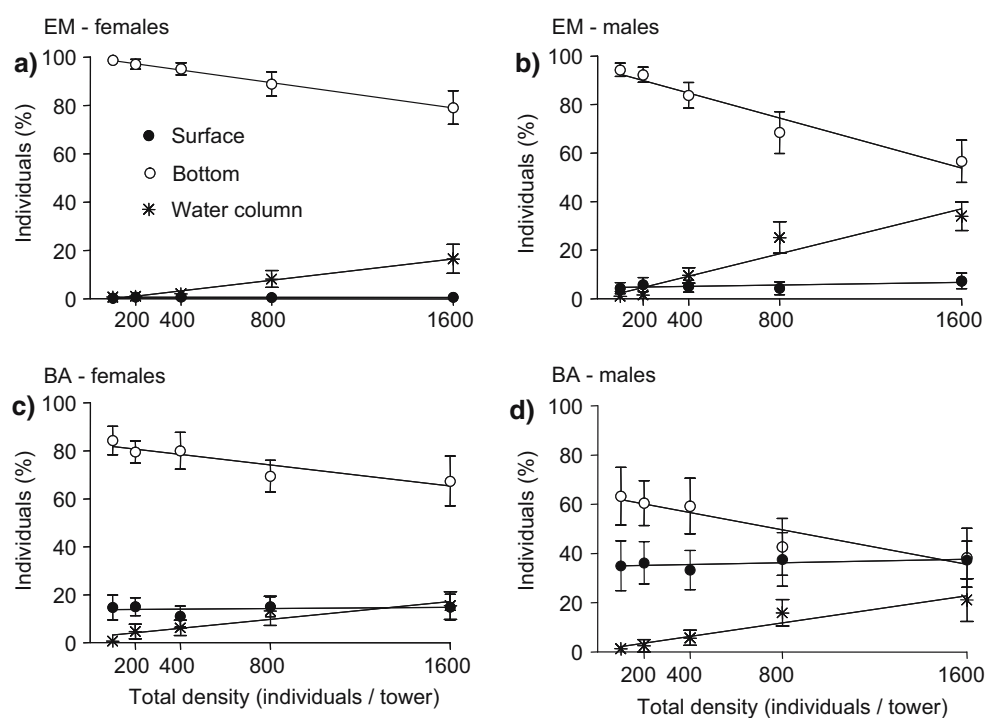 EM - females
a)
100
80
60
40
20
0
Individuals (%)
Surface
Bottom
Water column
200 400 800 1600
EM - males
b)
100
80
60
40
20
0
Individuals (%)
200 400 800 1600
BA - females
c)
100
80
60
40
20
0
Individuals (%)
200 400 800 1600
Total density (individuals / tower)
BA - males
d)
100
80
60
40
20
0
Individuals (%)
200 400 800 1600
Total density (individuals / tower)